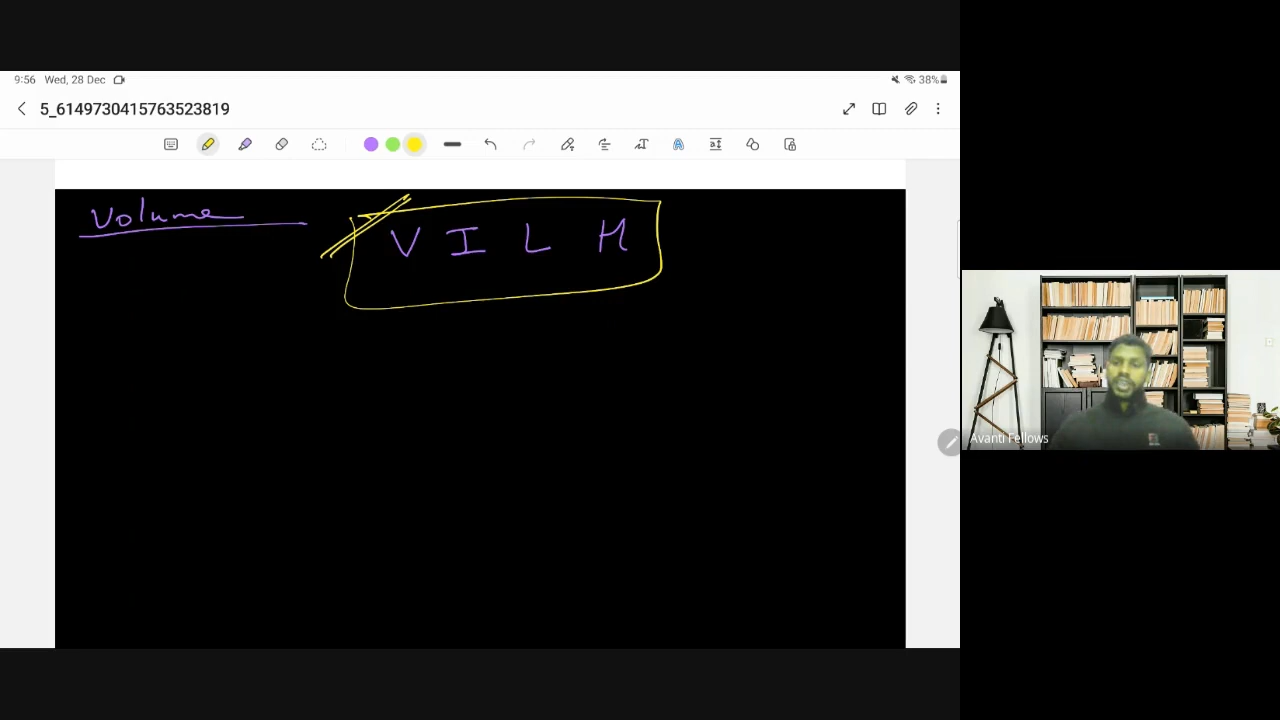 9:56 Wed, 28 Dec 38%
5_6149730415763523819
Volume
V I L H
Avanti Fellows